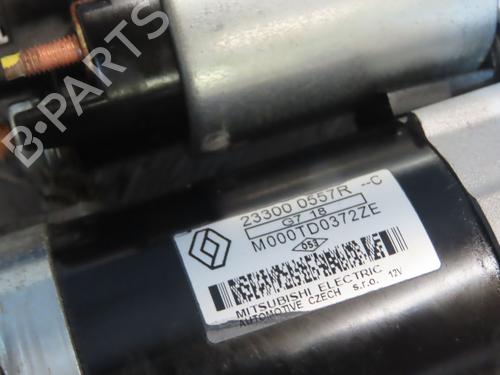 B-PARTS
23300 0557R --C
G7 18
M000TD0372ZE
053
MITSUBISHI ELECTRIC
AUTOMOTIVE CZECH s.r.o. 12V